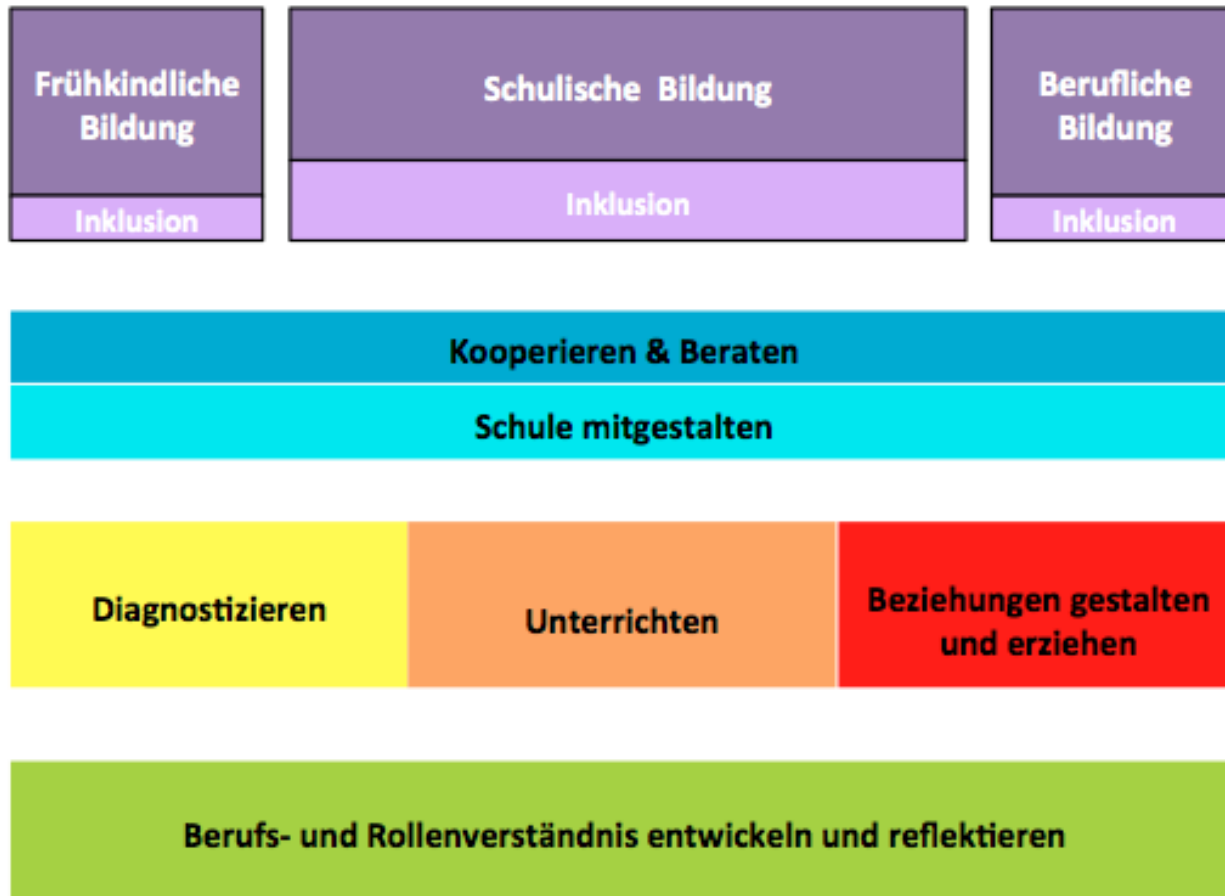 Frühkindliche
Bildung
Inklusion
Schulische Bildung
Inklusion
Berufliche
Bildung
Inklusion
Kooperieren & Beraten
Schule mitgestalten
Diagnostizieren
Unterrichten
Beziehungen gestalten
und erziehen
Berufs- und Rollenverständnis entwickeln und reflektieren